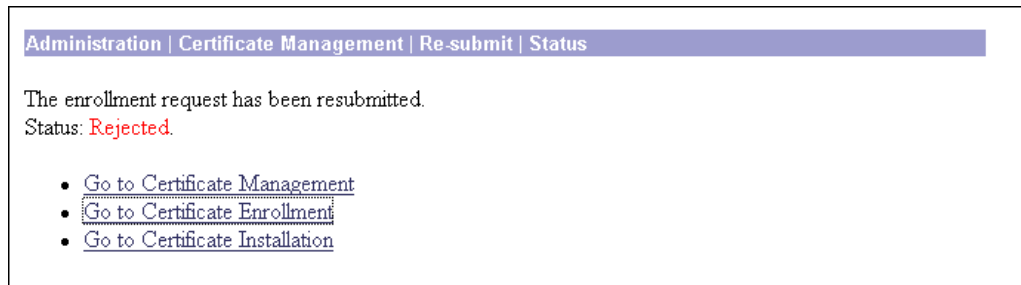 Administration | Certificate Management | Re-submit | Status
The enrollment request has been resubmitted.
Status: Rejected.
Go to Certificate Management
Go to Certificate Enrollment
Go to Certificate Installation